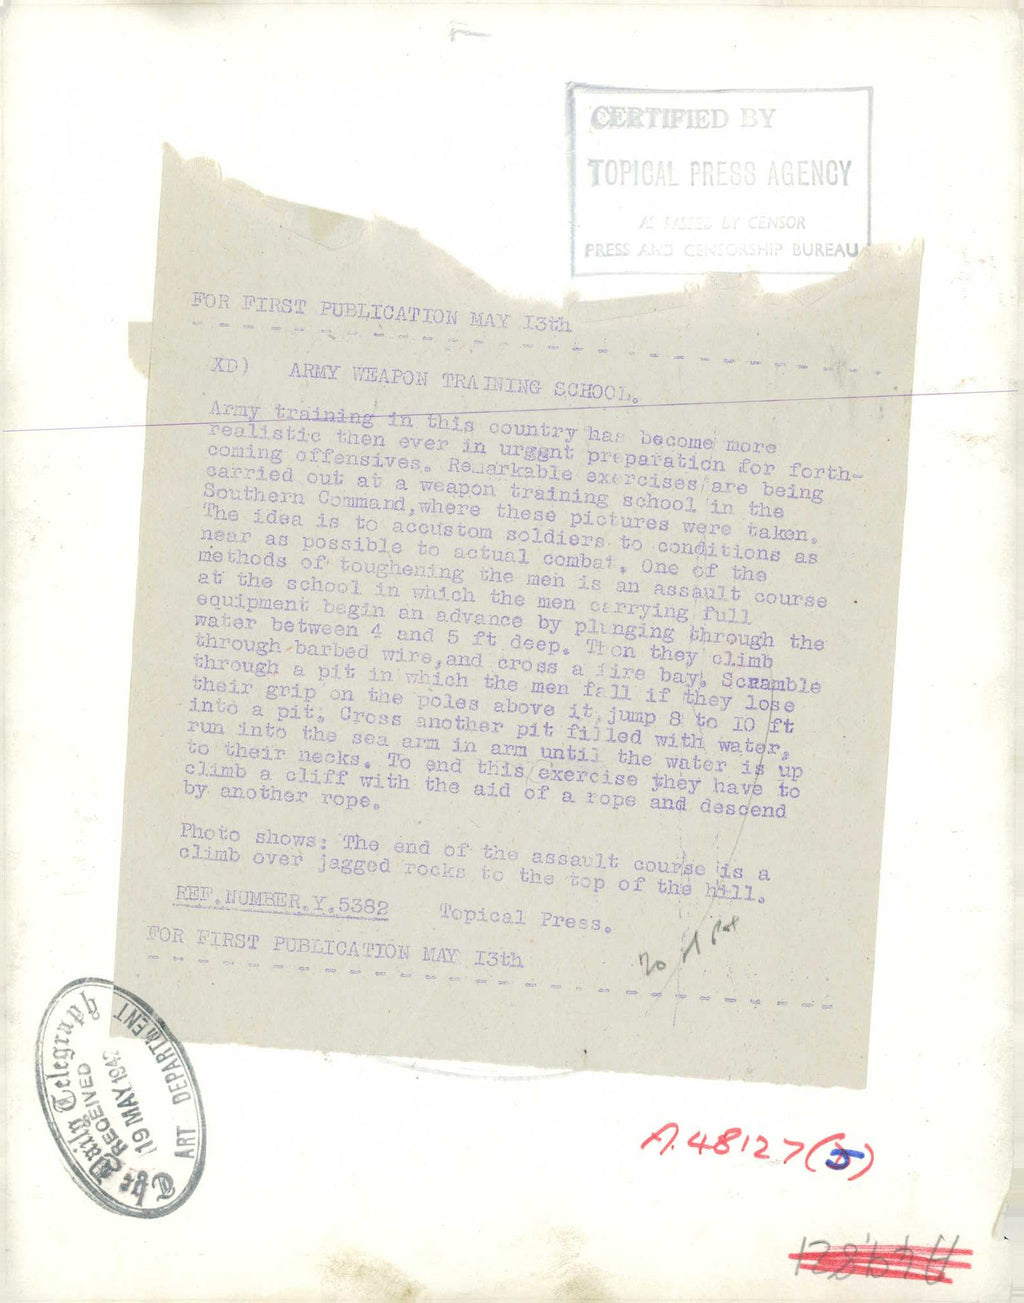 CERTIFIED BY
TOPICAL PRESS AGENCY
AS PASSED BY CENSOR
PRESS AND CENSORSHIP BUREAU
FOR FIRST PUBLICATION MAY I3th
XD) ARMY WEAPON TRAINING SCHOOL.
Army training in this country has become more
realistic then ever in urggnt preparation for forth-
coming offensives. Remarkable exercises are being
carried out at a weapon training school in the
Southern Command, where these pictures were taken.
The idea is to accustom soldiers to conditions as
near as possible to actual combat. One of the
methods of toughening the men is an assault course
at the school in which the men carrying full
equipment begin an advance by plunging through the
water between 4 and 5 ft deep. Then they climb
through barbed wire, and cross a fire bay. Scramble
through a pit in which the men fall if they lose
their grip on the poles above it, jump 8 to I0 ft
into a pit. Cross another pit filled with water,
run into the sea arm in arm until the water is up
to their necks. To end this exercise they have to
climb a cliff with the aid of a rope and descend
by another rope.
Photo shows: The end of the assault course is a
climb over jagged rocks to the top of the hill.
REF. NUMBER. Y. 5382 Topical Press.
FOR FIRST PUBLICATION MAY I3th
The Daily Telegraph
RECEIVED
19 MAY 1942
ART DEPARTMENT
A.48127(5)